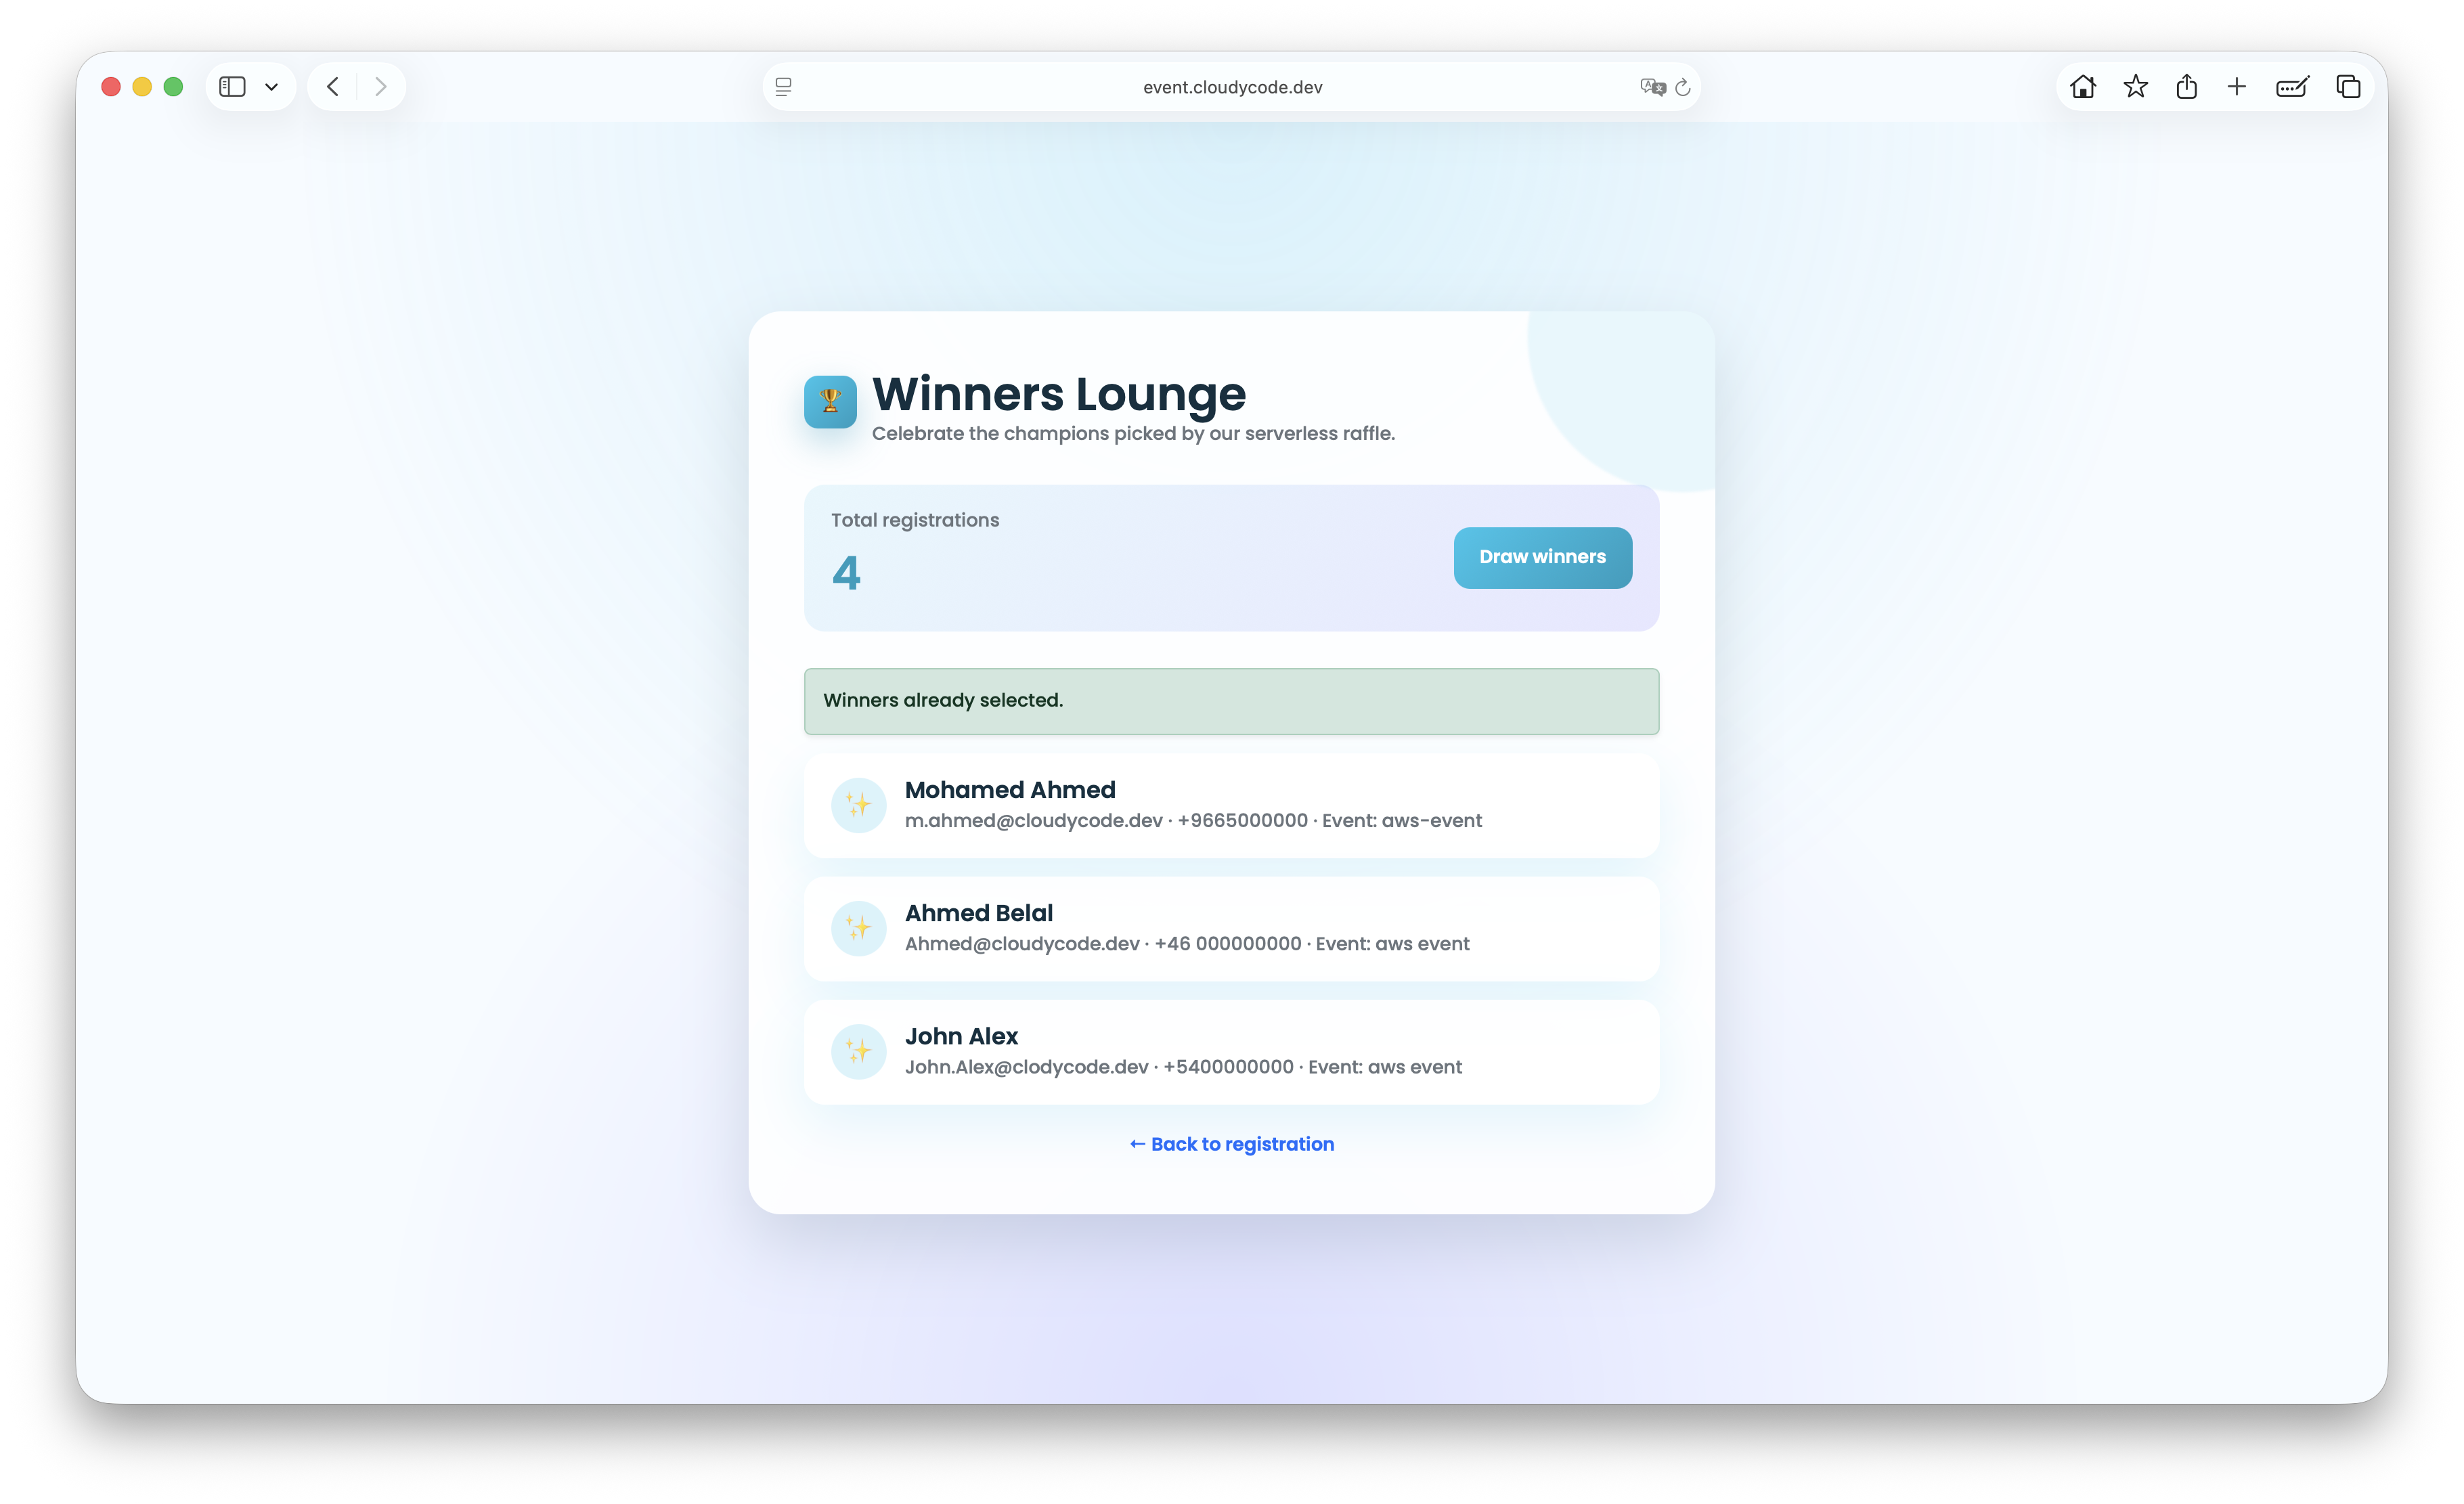 event.cloudycode.dev
Winners Lounge
Celebrate the champions picked by our serverless raffle.
Total registrations
4
Draw winners
Winners already selected.
Mohamed Ahmed
m.ahmed@cloudycode.dev · +9665000000 · Event: aws-event
Ahmed Belal
Ahmed@cloudycode.dev · +46 000000000 · Event: aws event
John Alex
John.Alex@clodycode.dev · +5400000000 · Event: aws event
← Back to registration